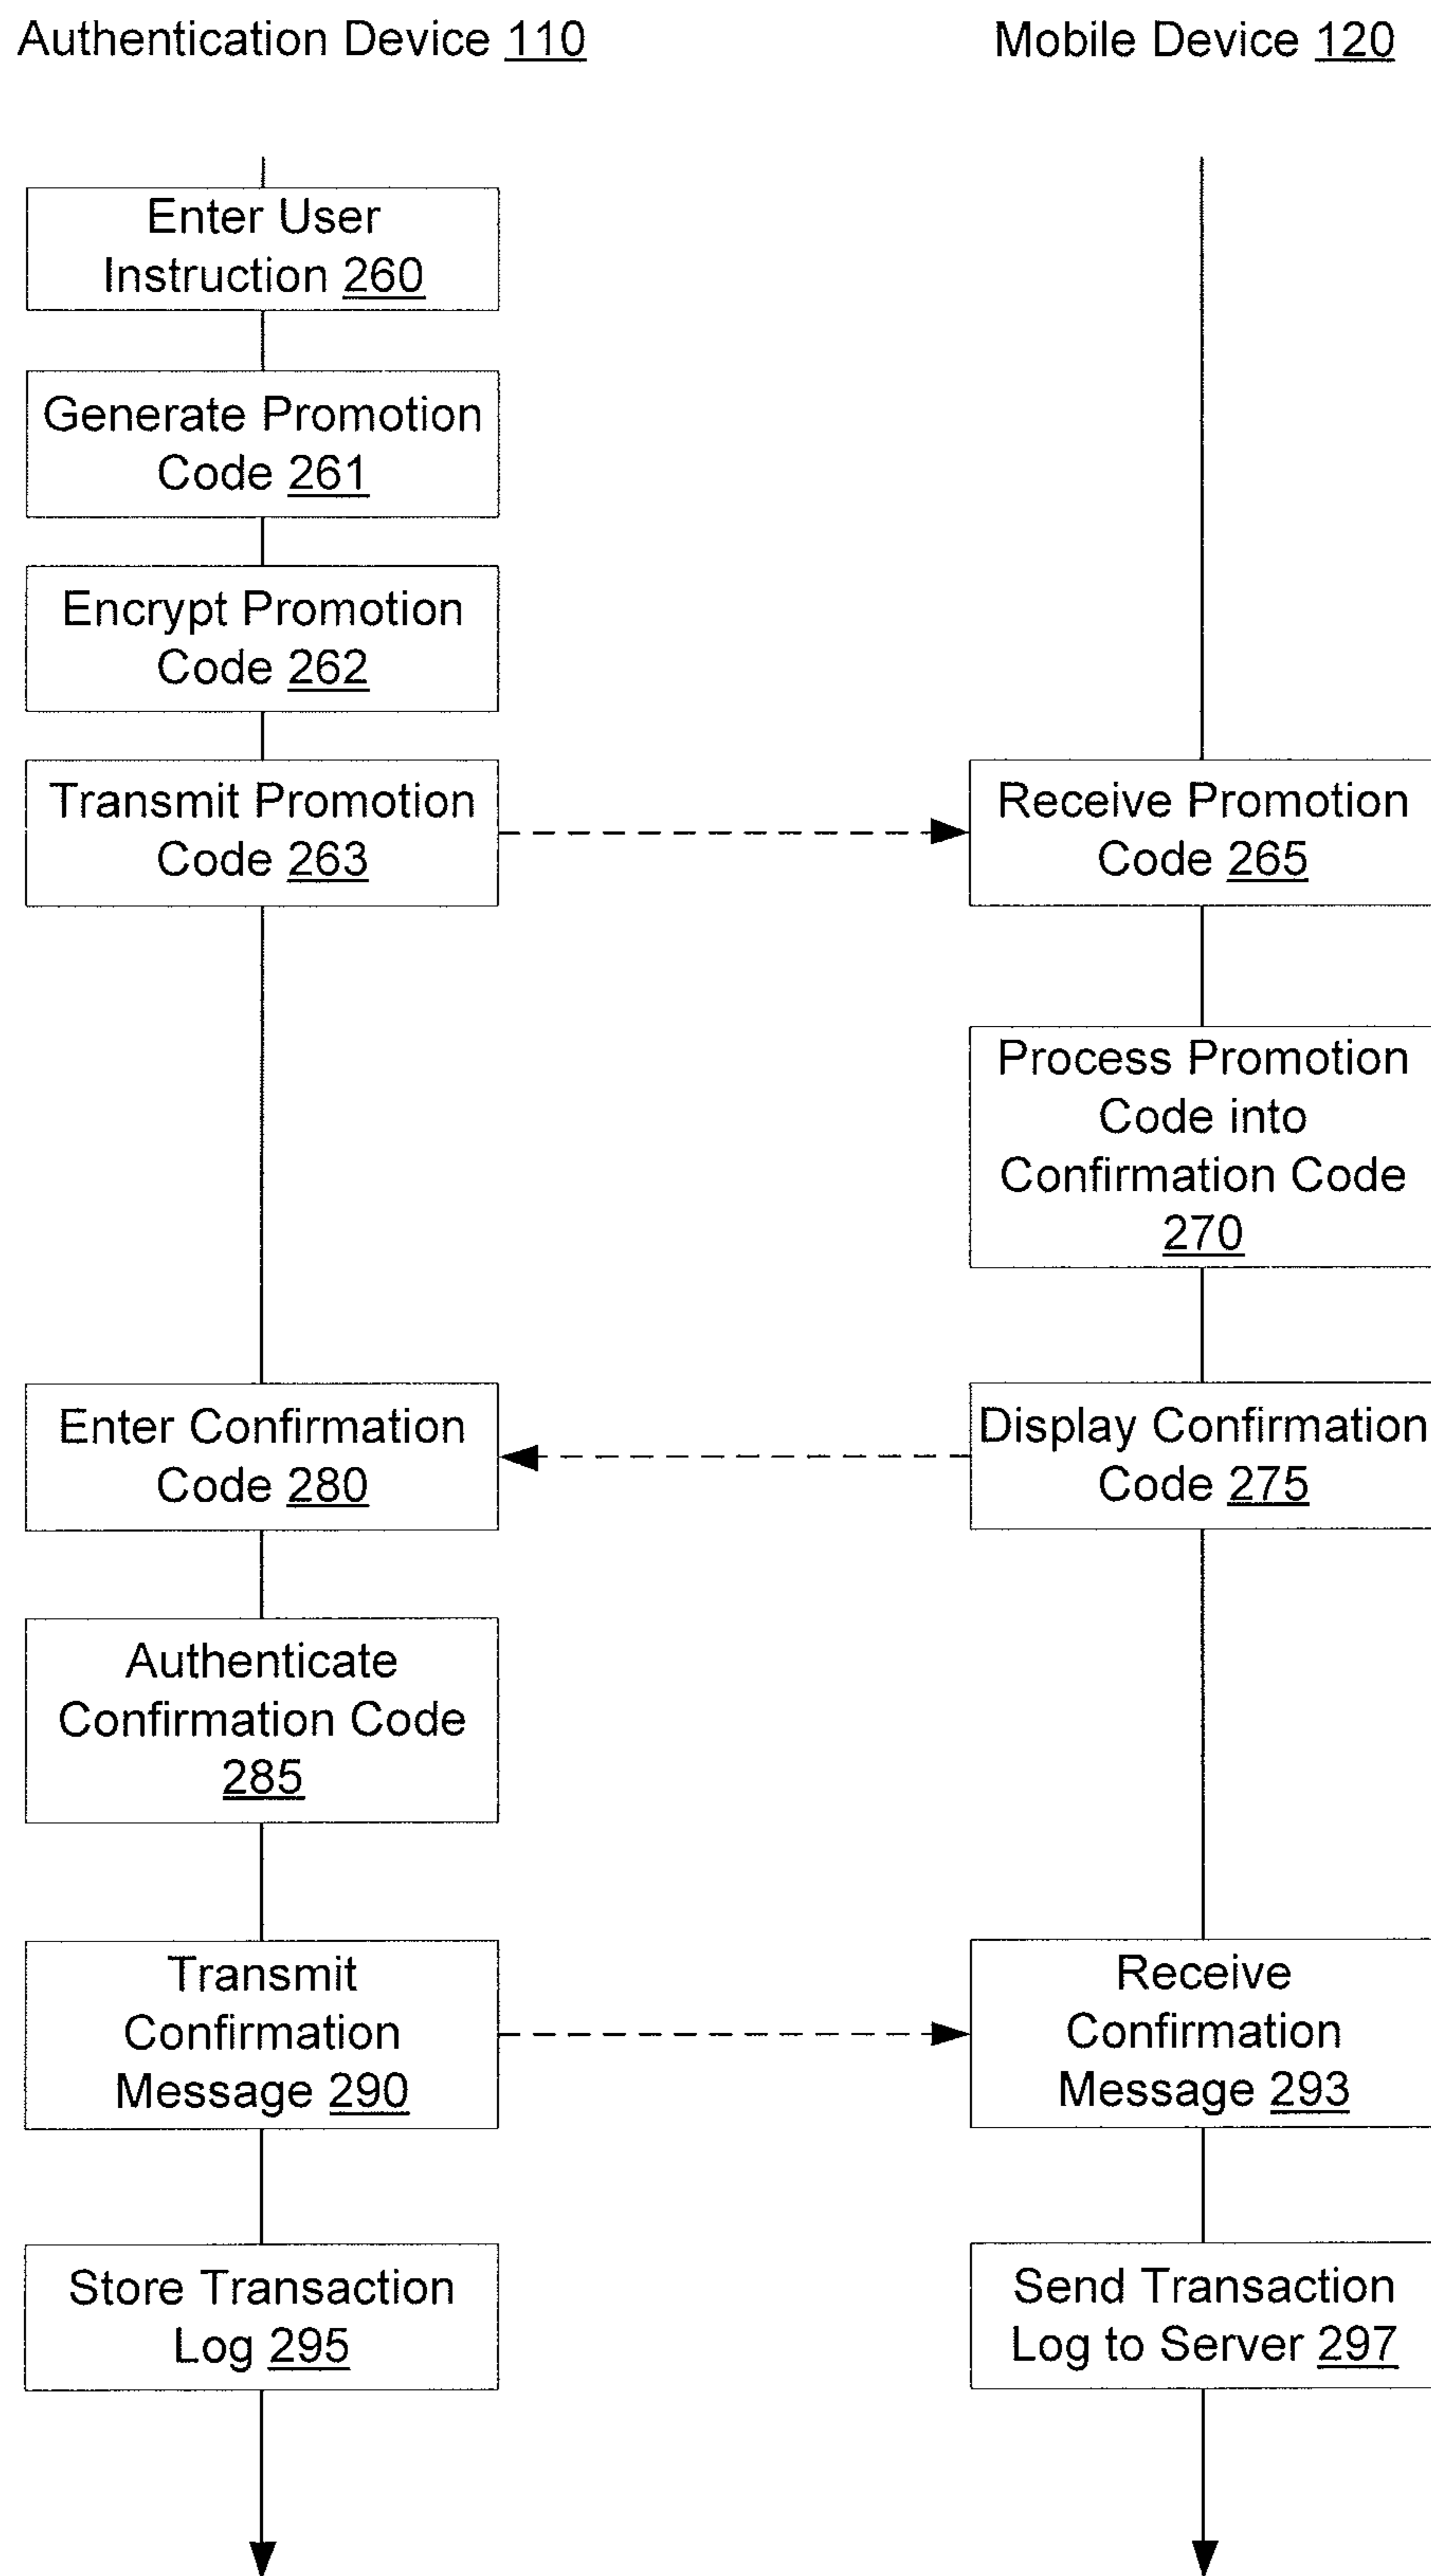 Authentication Device 110
Mobile Device 120
Enter User
Instruction 260
Generate Promotion
Code 261
Encrypt Promotion
Code 262
Transmit Promotion
Code 263
Receive Promotion
Code 265
Process Promotion
Code into
Confirmation Code
270
Display Confirmation
Code 275
Enter Confirmation
Code 280
Authenticate
Confirmation Code
285
Transmit
Confirmation
Message 290
Receive
Confirmation
Message 293
Store Transaction
Log 295
Send Transaction
Log to Server 297